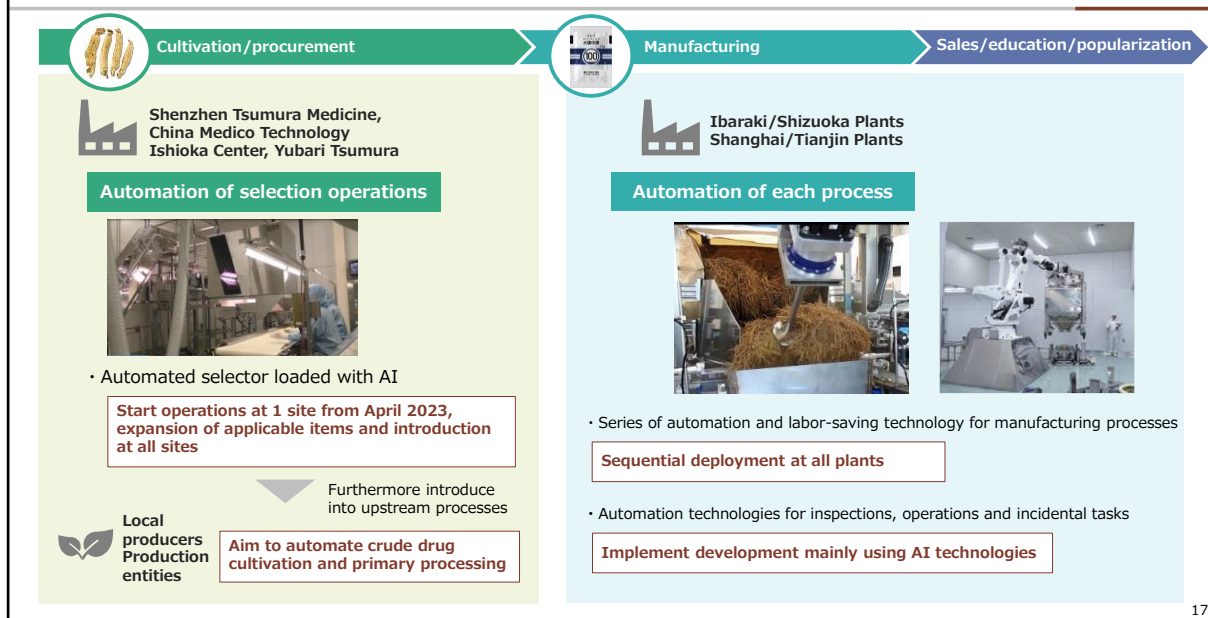 Cultivation/procurement
Manufacturing
Sales/education/popularization
Shenzhen Tsumura Medicine,
China Medico Technology
Ishioka Center, Yubari Tsumura
Automation of selection operations
・Automated selector loaded with AI
Start operations at 1 site from April 2023,
expansion of applicable items and introduction
at all sites
Furthermore introduce
into upstream processes
Local
producers
Production
entities
Aim to automate crude drug
cultivation and primary processing
100
Ibaraki/Shizuoka Plants
Shanghai/Tianjin Plants
Automation of each process
・Series of automation and labor-saving technology for manufacturing processes
Sequential deployment at all plants
・Automation technologies for inspections, operations and incidental tasks
Implement development mainly using AI technologies
17